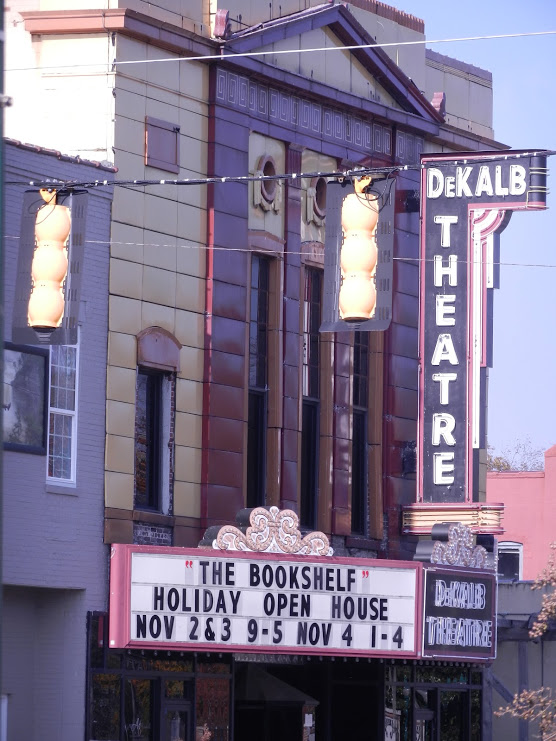 DeKALB
THEATRE
"THE BOOKSHELF"
HOLIDAY OPEN HOUSE
NOV 2&3 9-5 NOV 4 1-4
DeKALB
THEATRE